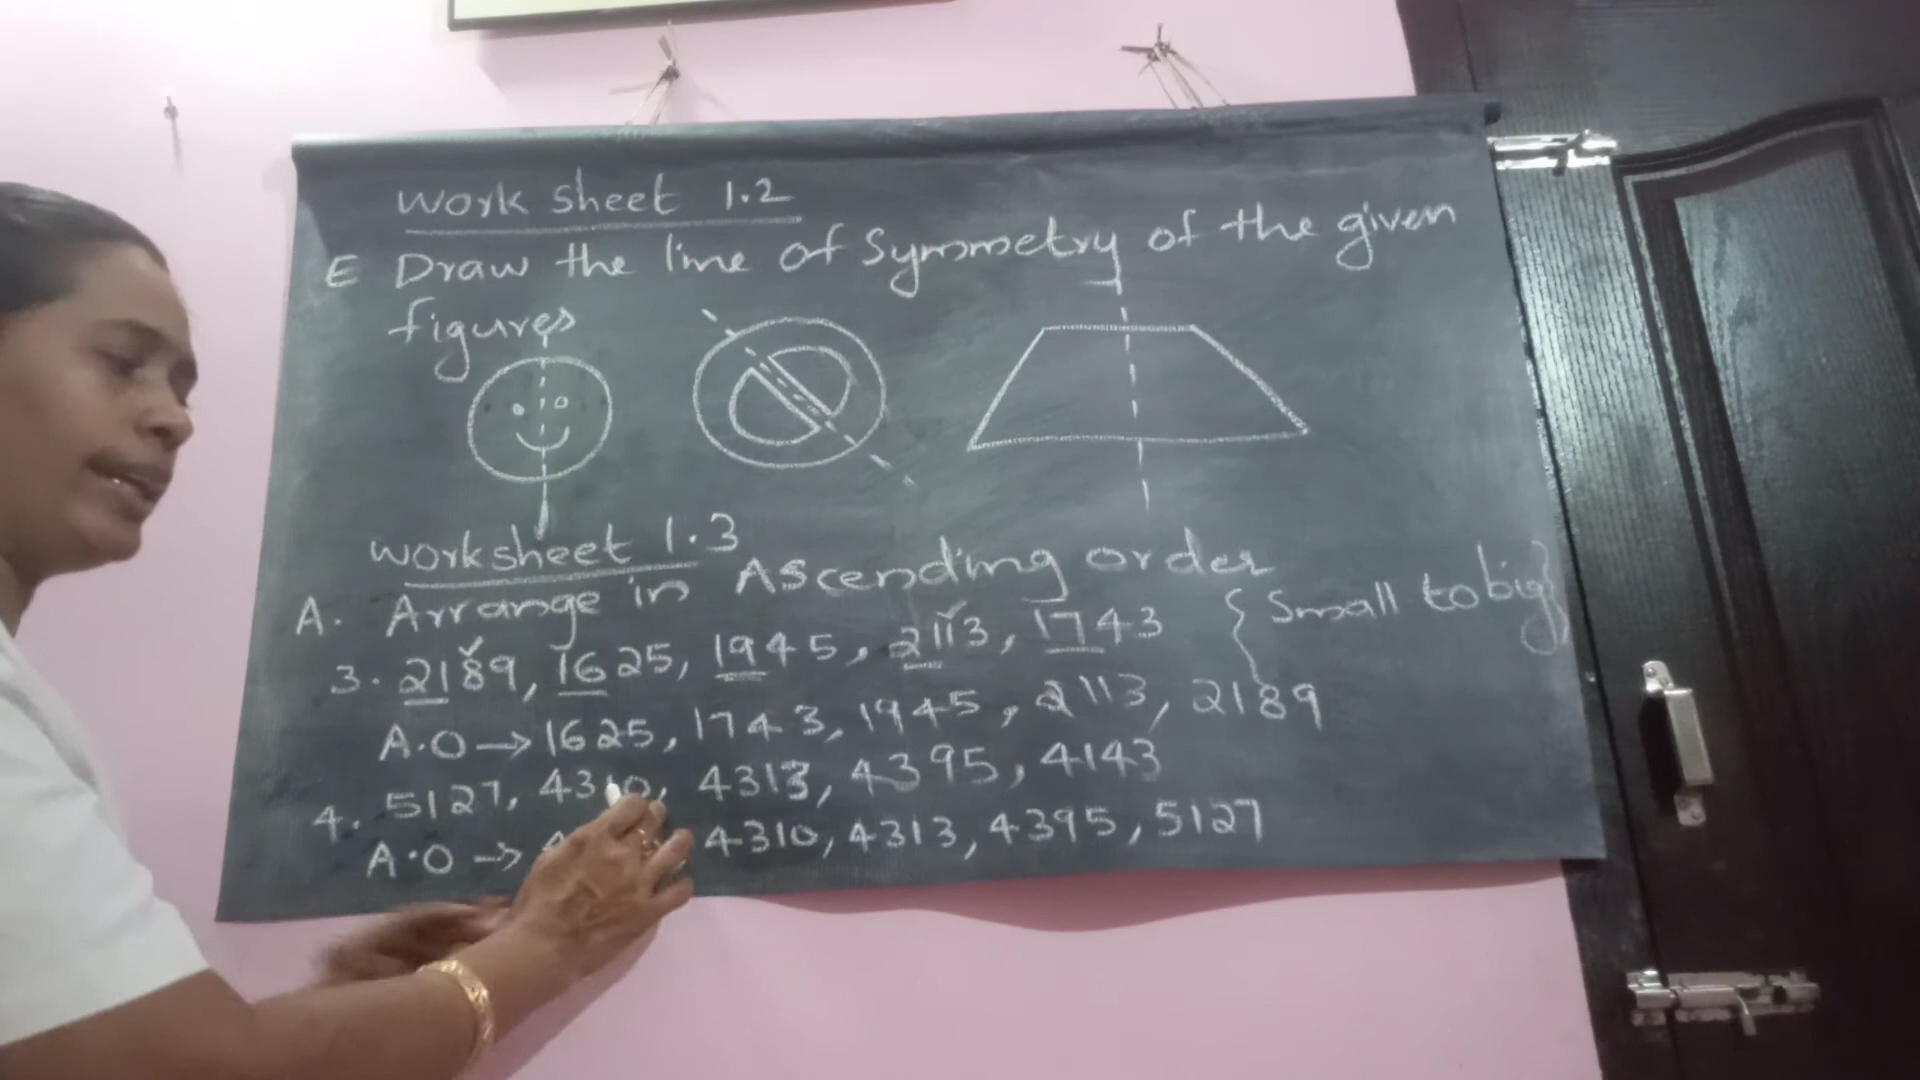 Work sheet 1.2
E Draw the line of Symmetry of the given
figures
worksheet 1.3
A. Arrange in Ascending order
{Small to big}
3. 2189, 1625, 1945, 2113, 1743
A.O → 1625, 1743, 1945, 2113, 2189
4. 5127, 4310, 4313, 4395, 4143
A.O → 4310, 4313, 4395, 5127